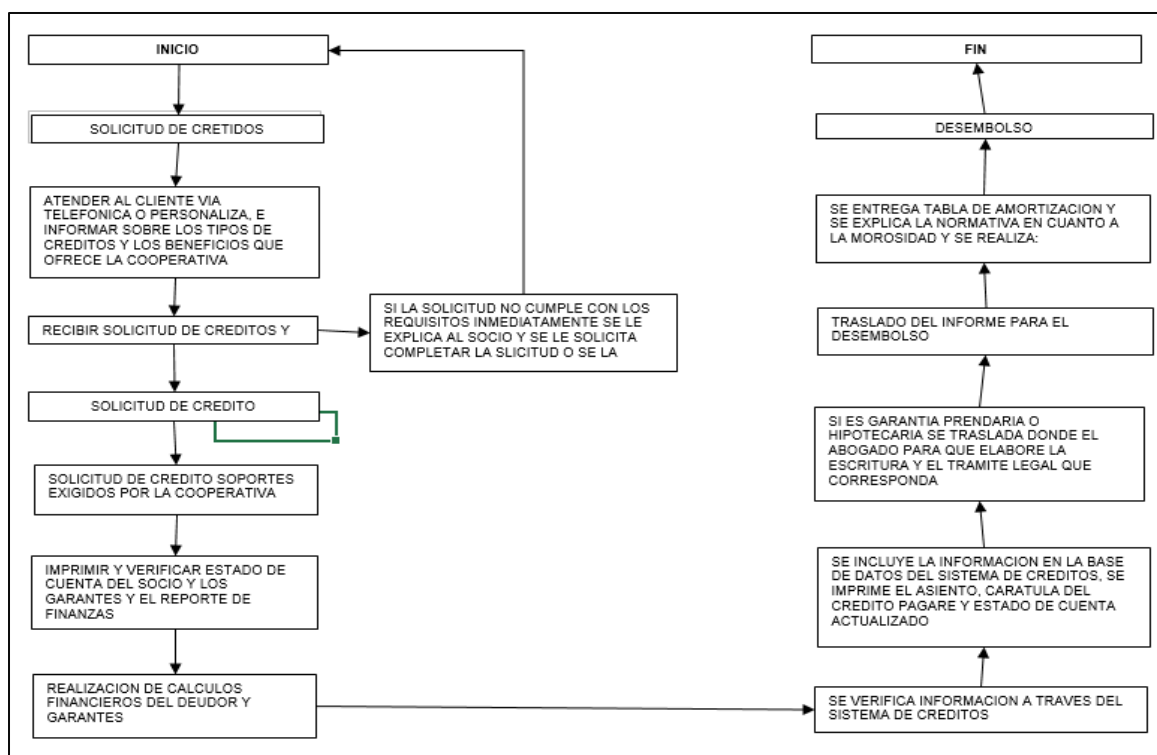 INICIO
SOLICITUD DE CRETIDOS
ATENDER AL CLIENTE VIA
TELEFONICA O PERSONALIZA, E
INFORMAR SOBRE LOS TIPOS DE
CREDITOS Y LOS BENEFICIOS QUE
OFRECE LA COOPERATIVA
RECIBIR SOLICITUD DE CREDITOS Y
SI LA SOLICITUD NO CUMPLE CON LOS
REQUISITOS INMEDIATAMENTE SE LE
EXPLICA AL SOCIO Y SE LE SOLICITA
COMPLETAR LA SLICITUD O SE LA
SOLICITUD DE CREDITO
SOLICITUD DE CREDITO SOPORTES
EXIGIDOS POR LA COOPERATIVA
IMPRIMIR Y VERIFICAR ESTADO DE
CUENTA DEL SOCIO Y LOS
GARANTES Y EL REPORTE DE
FINANZAS
REALIZACION DE CALCULOS
FINANCIEROS DEL DEUDOR Y
GARANTES
SE VERIFICA INFORMACION A TRAVES DEL
SISTEMA DE CREDITOS
SE INCLUYE LA INFORMACION EN LA BASE
DE DATOS DEL SISTEMA DE CREDITOS, SE
IMPRIME EL ASIENTO, CARATULA DEL
CREDITO PAGARE Y ESTADO DE CUENTA
ACTUALIZADO
SI ES GARANTIA PRENDARIA O
HIPOTECARIA SE TRASLADA DONDE EL
ABOGADO PARA QUE ELABORE LA
ESCRITURA Y EL TRAMITE LEGAL QUE
CORRESPONDA
TRASLADO DEL INFORME PARA EL
DESEMBOLSO
SE ENTREGA TABLA DE AMORTIZACION Y
SE EXPLICA LA NORMATIVA EN CUANTO A
LA MOROSIDAD Y SE REALIZA:
DESEMBOLSO
FIN